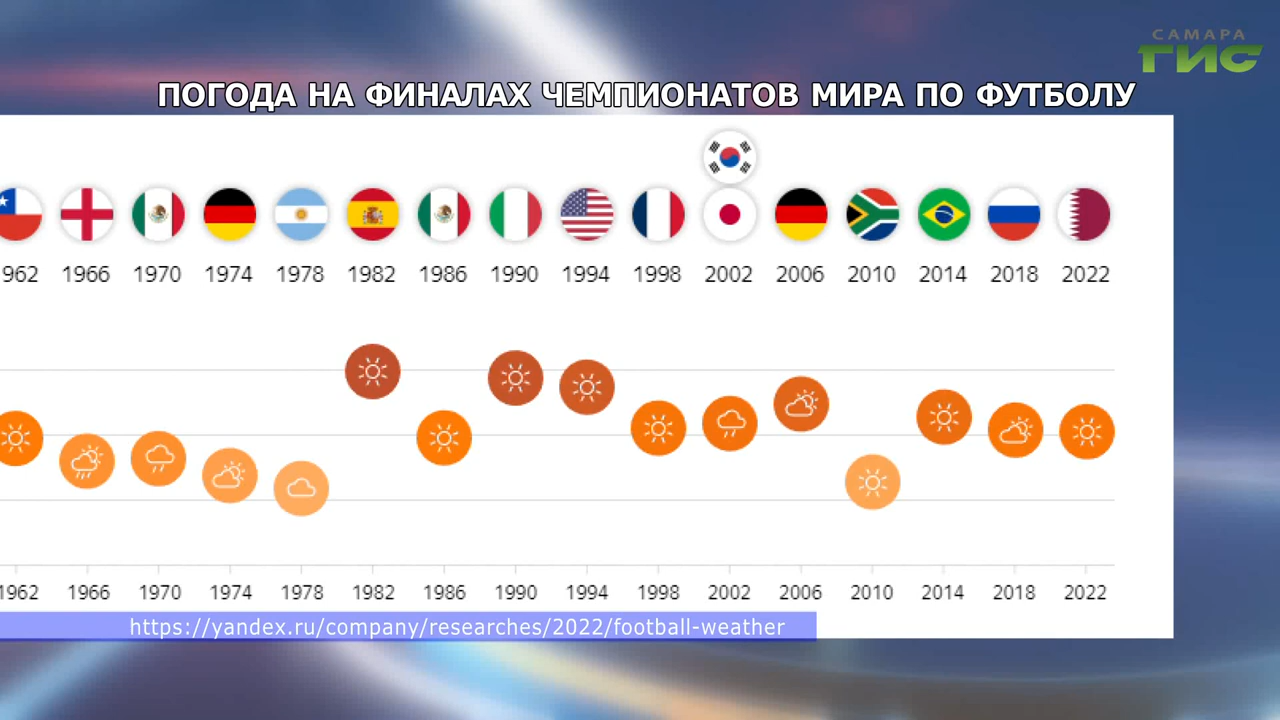 САМАРА
ГИС
ПОГОДА НА ФИНАЛАХ ЧЕМПИОНАТОВ МИРА ПО ФУТБОЛУ
962 1966 1970 1974 1978 1982 1986 1990 1994 1998 2002 2006 2010 2014 2018 2022
1962 1966 1970 1974 1978 1982 1986 1990 1994 1998 2002 2006 2010 2014 2018 2022
https://yandex.ru/company/researches/2022/football-weather